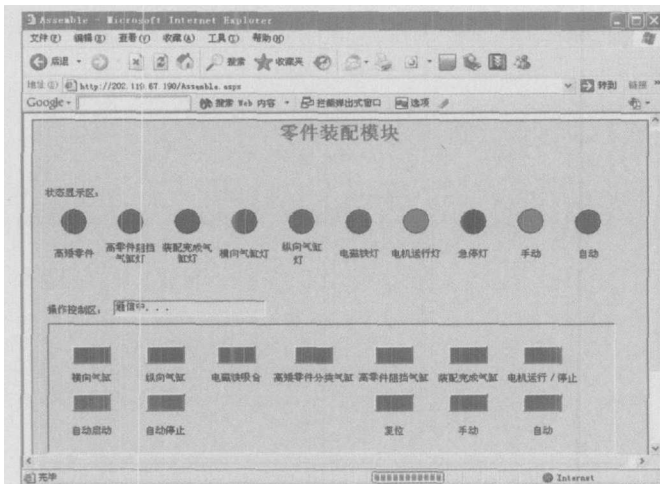 Assemble - Microsoft Internet Explorer
文件(F) 编辑(E) 查看(V) 收藏(A) 工具(T) 帮助(H)
后退 搜索 收藏夹
地址(D) http://202.119.67.190/Assemble.aspx 转到 链接 »
Google 搜索 Web 内容 拦截弹出式窗口 选项
零件装配模块
状态显示区:
高矮零件 高零件阻挡气缸灯 装配完成气缸灯 横向气缸灯 纵向气缸灯 电磁铁灯 电机运行灯 急停灯 手动 自动
操作控制区: 通信中...
横向气缸 纵向气缸 电磁铁吸合 高矮零件分类气缸 高零件阻挡气缸 装配完成气缸 电机运行/停止
自动启动 自动停止 复位 手动 自动
完毕 Internet